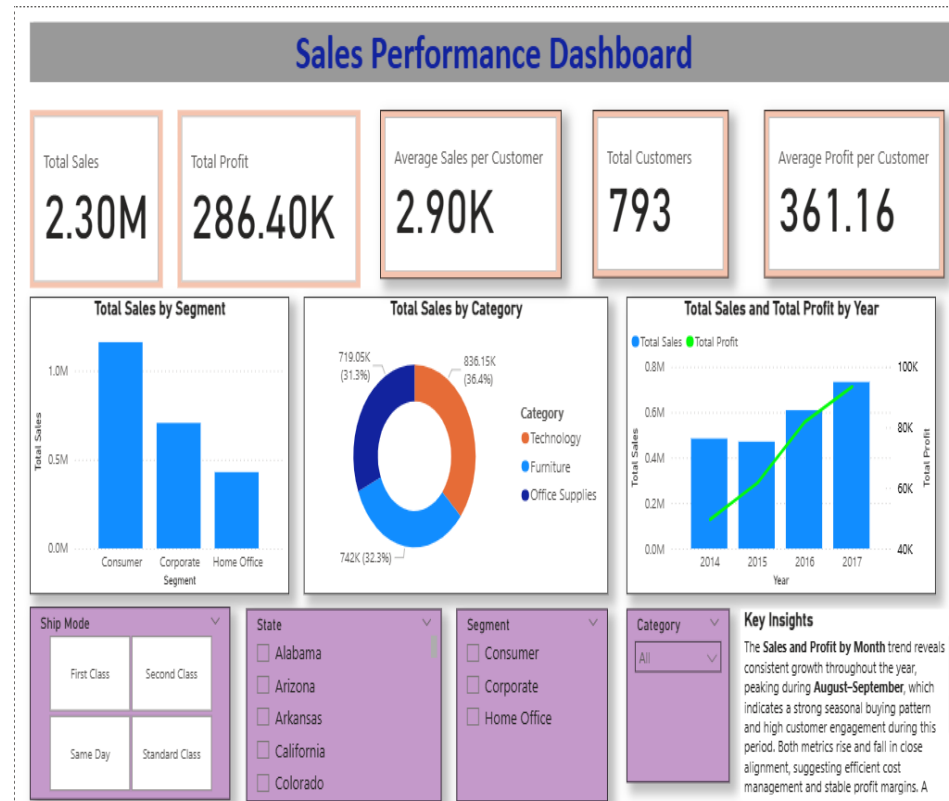 Sales Performance Dashboard
Total Sales
2.30M
Total Profit
286.40K
Average Sales per Customer
2.90K
Total Customers
793
Average Profit per Customer
361.16
Total Sales by Segment
Total Sales
1.0M
0.5M
0.0M
Consumer Corporate Home Office
Segment
Total Sales by Category
719.05K
(31.3%)
836.15K
(36.4%)
742K (32.3%)
Category
Technology
Furniture
Office Supplies
Total Sales and Total Profit by Year
Total Sales Total Profit
Total Sales
0.8M
0.6M
0.4M
0.2M
0.0M
100K
80K
60K
40K
Total Profit
2014 2015 2016 2017
Year
Ship Mode
First Class
Second Class
Same Day
Standard Class
State
Alabama
Arizona
Arkansas
California
Colorado
Segment
Consumer
Corporate
Home Office
Category
All
Key Insights
The Sales and Profit by Month trend reveals
consistent growth throughout the year,
peaking during August–September, which
indicates a strong seasonal buying pattern
and high customer engagement during this
period. Both metrics rise and fall in close
alignment, suggesting efficient cost
management and stable profit margins. A